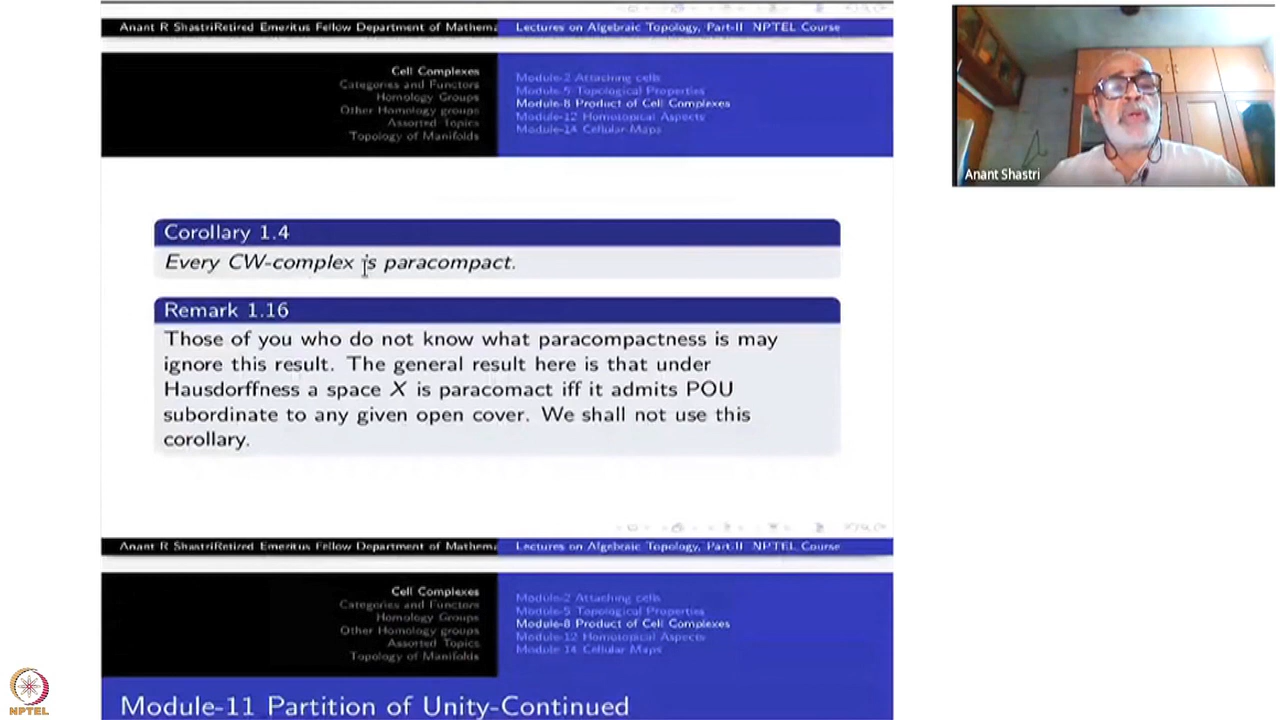 Anant R ShastriRetired Emeritus Fellow Department of Mathema
Lectures on Algebraic Topology, Part-II NPTEL Course
Cell Complexes
Categories and Functors
Homology Groups
Other Homology groups
Assorted Topics
Topology of Manifolds
Module-2 Attaching cells
Module-5 Topological Properties
Module-8 Product of Cell Complexes
Module-12 Homotopical Aspects
Module-14 Cellular Maps
Anant Shastri
Corollary 1.4
Every CW-complex is paracompact.
Remark 1.16
Those of you who do not know what paracompactness is may
ignore this result. The general result here is that under
Hausdorffness a space X is paracomact iff it admits POU
subordinate to any given open cover. We shall not use this
corollary.
Anant R ShastriRetired Emeritus Fellow Department of Mathema
Lectures on Algebraic Topology, Part-II NPTEL Course
Cell Complexes
Categories and Functors
Homology Groups
Other Homology groups
Assorted Topics
Topology of Manifolds
Module-2 Attaching cells
Module-5 Topological Properties
Module-8 Product of Cell Complexes
Module-12 Homotopical Aspects
Module 14 Cellular Maps
Module-11 Partition of Unity-Continued
NPTEL